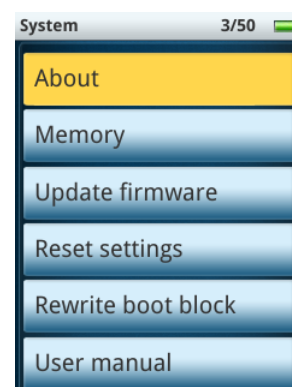 System 3/50
About
Memory
Update firmware
Reset settings
Rewrite boot block
User manual